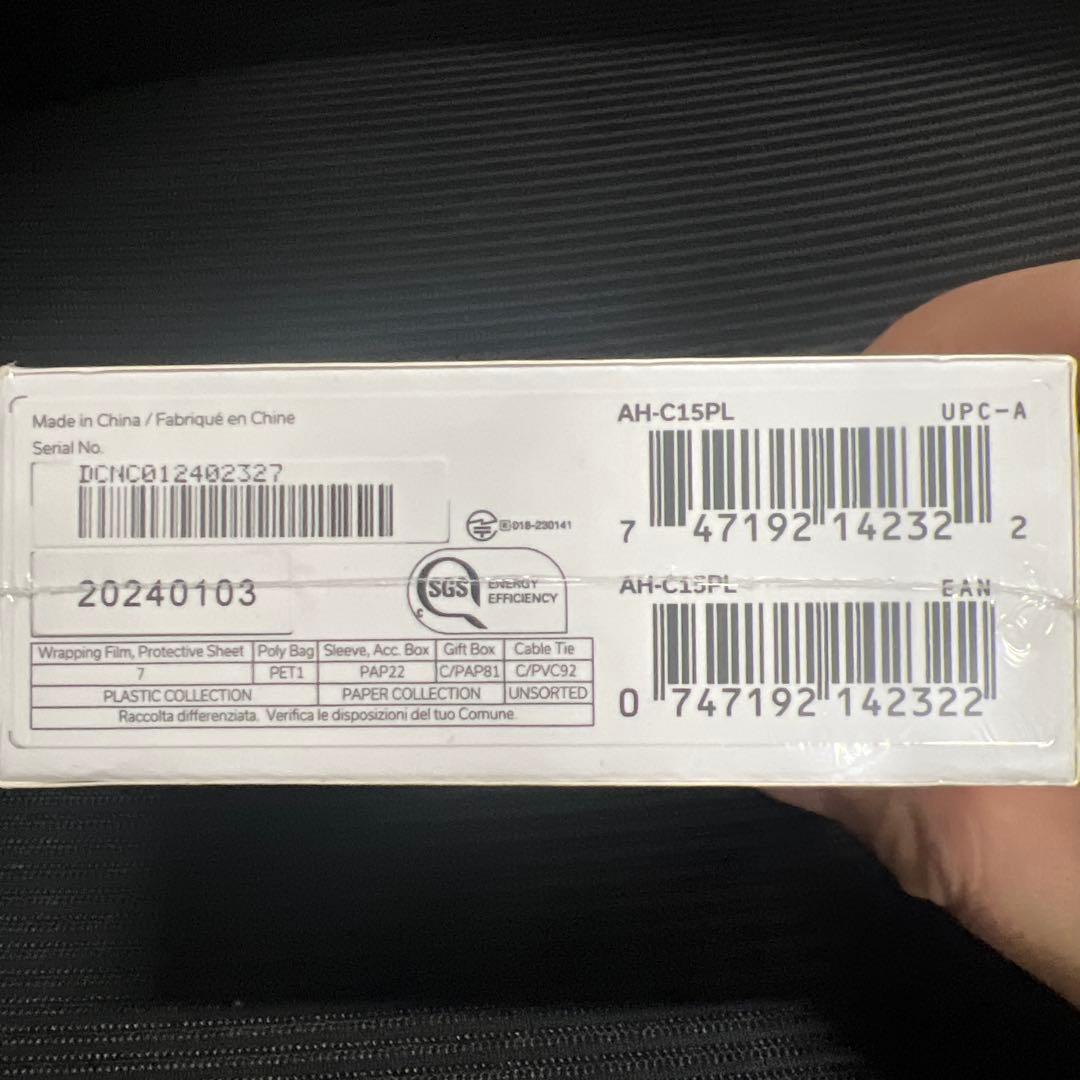 Made in China / Fabriqué en Chine
Serial No.
DCNC012402327
R 018-230141
20240103
SGS ENERGY EFFICIENCY
C
Wrapping Film, Protective Sheet Poly Bag Sleeve, Acc. Box Gift Box Cable Tie
7 PET1 PAP22 C/PAP81 C/PVC92
PLASTIC COLLECTION PAPER COLLECTION UNSORTED
Raccolta differenziata. Verifica le disposizioni del tuo Comune.
AH-C15PL UPC-A
7 47192 14232 2
AH-C15PL EAN
0 747192 142322